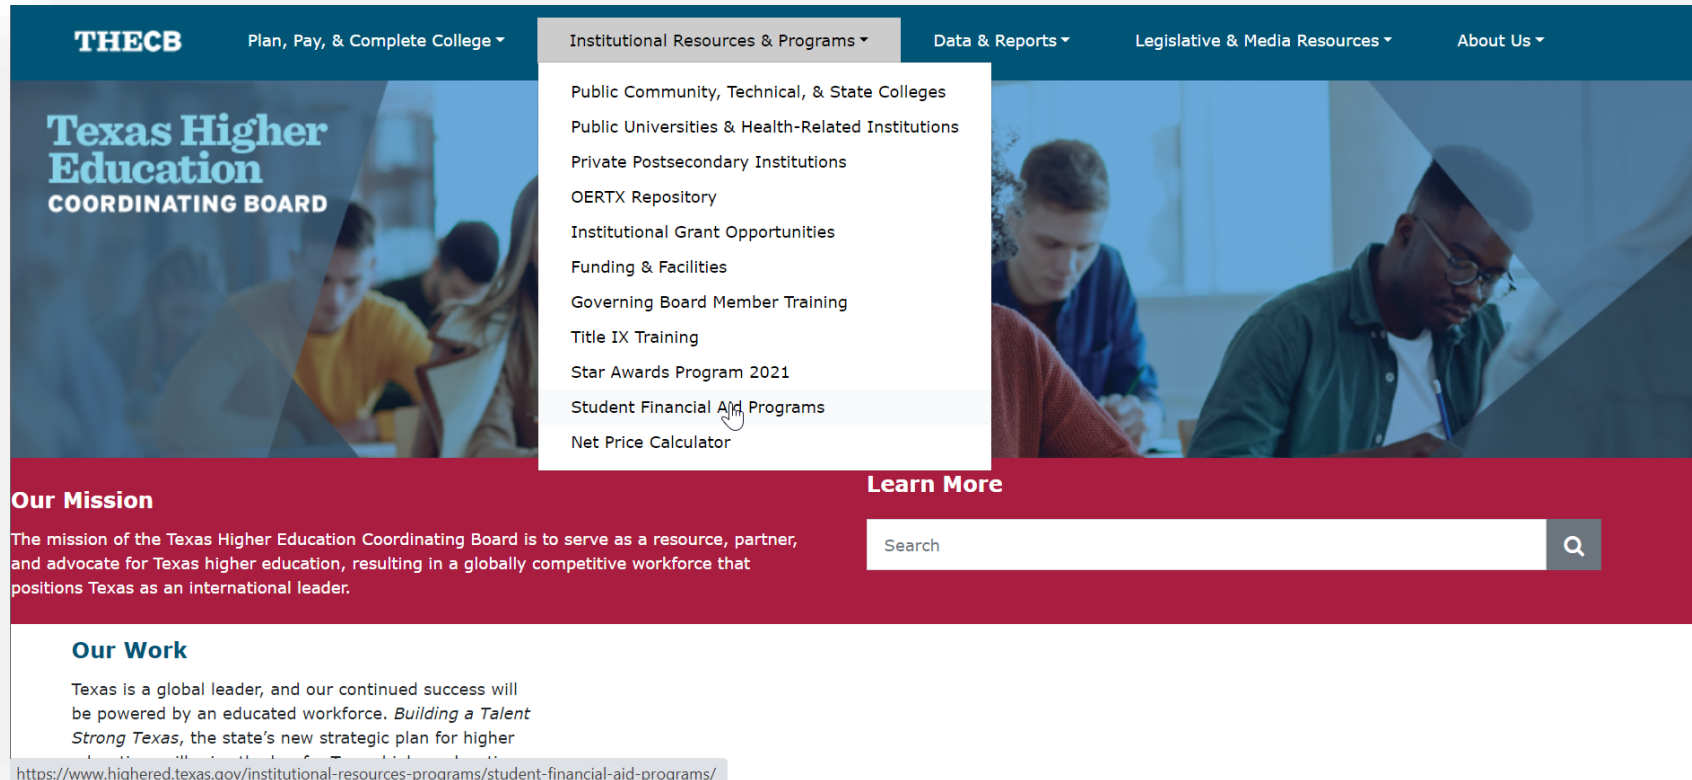 THECB
Plan, Pay, & Complete College
Institutional Resources & Programs
Data & Reports
Legislative & Media Resources
About Us
Public Community, Technical, & State Colleges
Public Universities & Health-Related Institutions
Private Postsecondary Institutions
OERTX Repository
Institutional Grant Opportunities
Funding & Facilities
Governing Board Member Training
Title IX Training
Star Awards Program 2021
Student Financial Aid Programs
Net Price Calculator
Texas Higher
Education
COORDINATING BOARD
Our Mission
The mission of the Texas Higher Education Coordinating Board is to serve as a resource, partner,
and advocate for Texas higher education, resulting in a globally competitive workforce that
positions Texas as an international leader.
Learn More
Search
Our Work
Texas is a global leader, and our continued success will
be powered by an educated workforce. Building a Talent
Strong Texas, the state’s new strategic plan for higher
https://www.highered.texas.gov/institutional-resources-programs/student-financial-aid-programs/